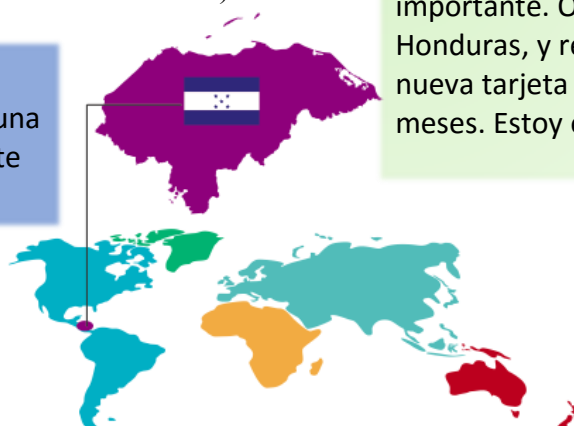 una
te
importante. O
Honduras, y re
nueva tarjeta
meses. Estoy